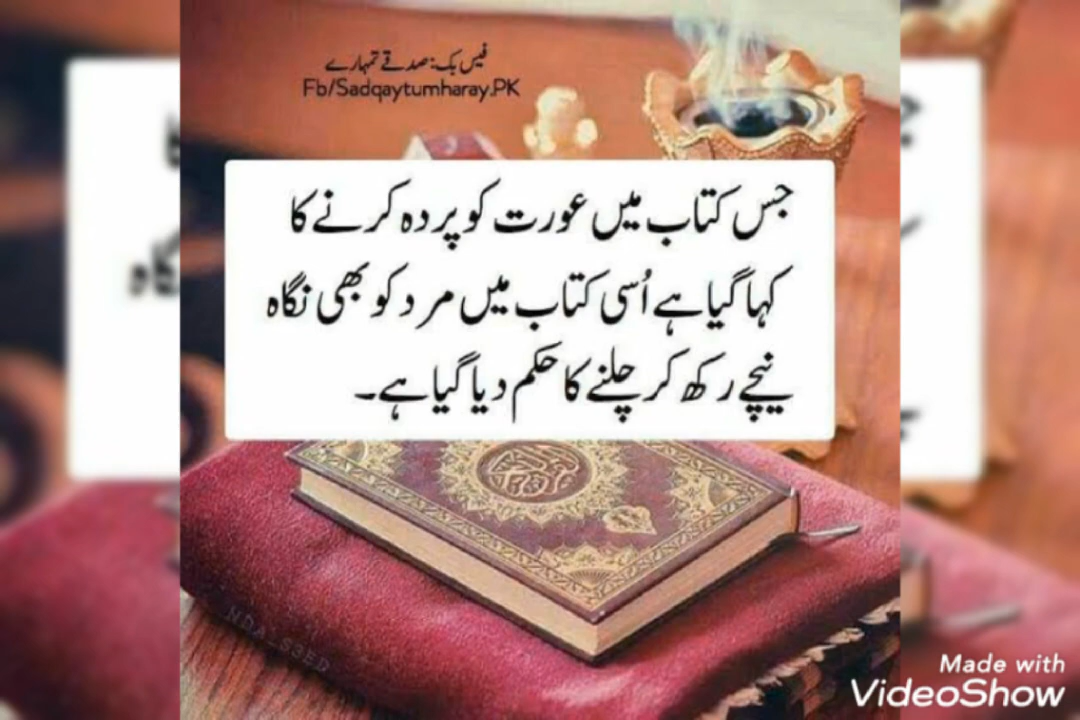 فیس بک: صدقے تمہارے
Fb/Sadqaytumharay.PK
جس کتاب میں عورت کو پردہ کرنے کا
کہا گیا ہے اُسی کتاب میں مرد کو بھی نگاہ
نیچے رکھ کر چلنے کا حکم دیا گیا ہے۔
Made with
VideoShow